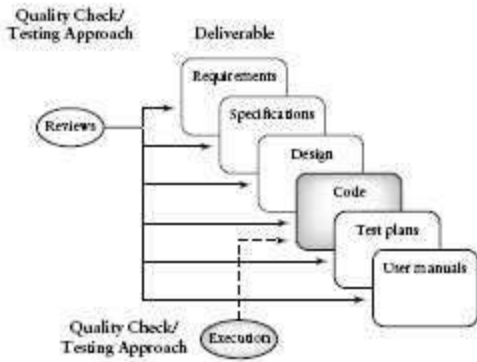 Quality Check/
Testing Approach
Deliverable
Requirements
Reviews
Specifications
Design
Code
Test plans
User manuals
Quality Check/
Testing Approach
Execution